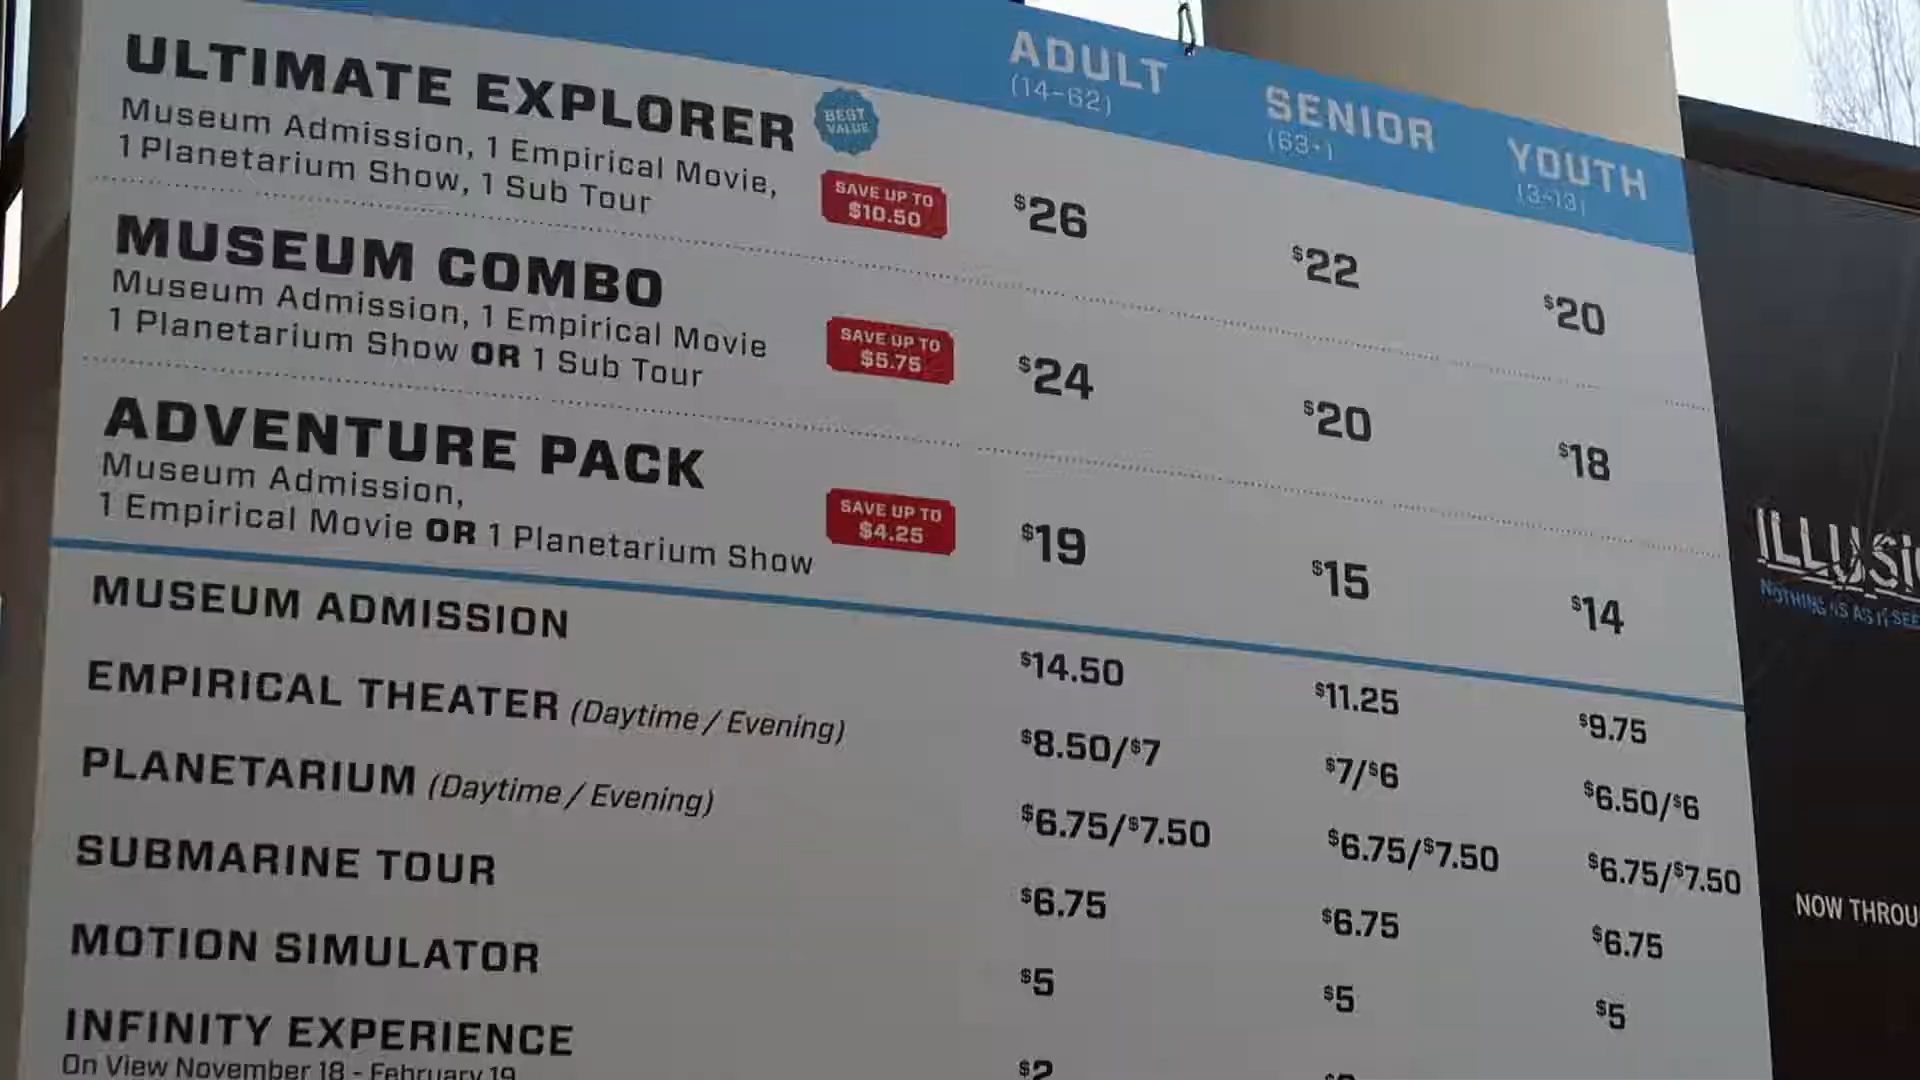 ADULT
(14-62)
SENIOR
(63+)
YOUTH
(3-13)
ULTIMATE EXPLORER
BEST
VALUE
Museum Admission, 1 Empirical Movie,
1 Planetarium Show, 1 Sub Tour
SAVE UP TO
$10.50
$26
$22
$20
MUSEUM COMBO
Museum Admission, 1 Empirical Movie
1 Planetarium Show OR 1 Sub Tour
SAVE UP TO
$5.75
$24
$20
$18
ADVENTURE PACK
Museum Admission,
1 Empirical Movie OR 1 Planetarium Show
SAVE UP TO
$4.25
$19
$15
$14
MUSEUM ADMISSION
$14.50
$11.25
$9.75
EMPIRICAL THEATER (Daytime / Evening)
$8.50/$7
$7/$6
$6.50/$6
PLANETARIUM (Daytime / Evening)
$6.75/$7.50
$6.75/$7.50
$6.75/$7.50
SUBMARINE TOUR
$6.75
$6.75
$6.75
MOTION SIMULATOR
$5
$5
$5
INFINITY EXPERIENCE
On View November 18 - February 19
$2
NOTHING IS AS IT
NOW